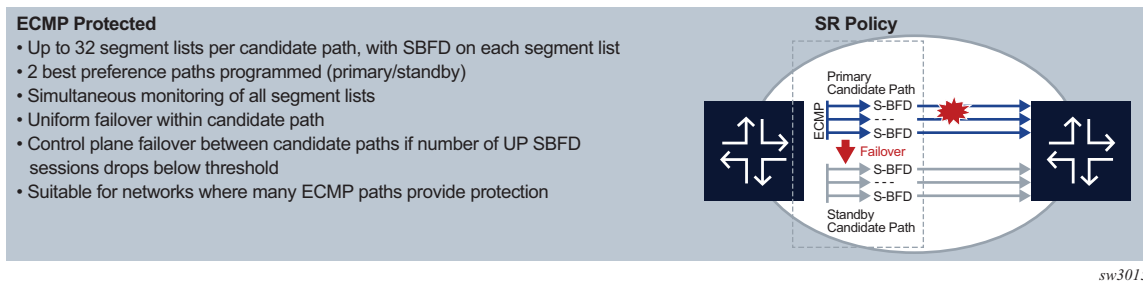 ECMP Protected
• Up to 32 segment lists per candidate path, with SBFD on each segment list
• 2 best preference paths programmed (primary/standby)
• Simultaneous monitoring of all segment lists
• Uniform failover within candidate path
• Control plane failover between candidate paths if number of UP SBFD
sessions drops below threshold
• Suitable for networks where many ECMP paths provide protection
SR Policy
Primary
Candidate Path
ECMP
S-BFD
- - -
S-BFD
Failover
S-BFD
- - -
S-BFD
Standby
Candidate Path